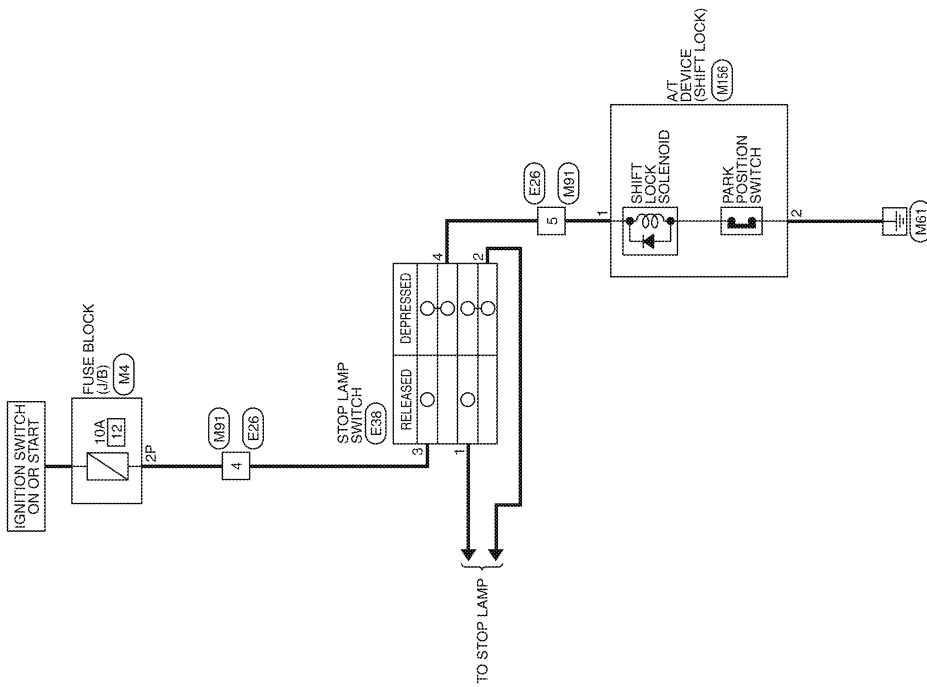 IGNITION SWITCH
ON OR START
FUSE BLOCK
(J/B)
M4
10A
12
2P
M91
4
E26
STOP LAMP
SWITCH
E38
RELEASED
DEPRESSED
3
4
1
2
TO STOP LAMP
E26
5
M91
A/T
DEVICE
(SHIFT LOCK)
M156
1
SHIFT
LOCK
SOLENOID
PARK
POSITION
SWITCH
2
M61